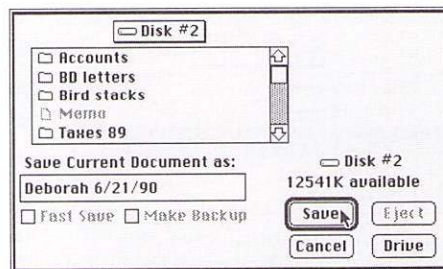 Disk #2
Accounts
BD letters
Bird stacks
Memo
Taxes 89
Save Current Document as:
Disk #2
Deborah 6/21/90
12541K available
Fast Save Make Backup
Save Eject
Cancel Drive